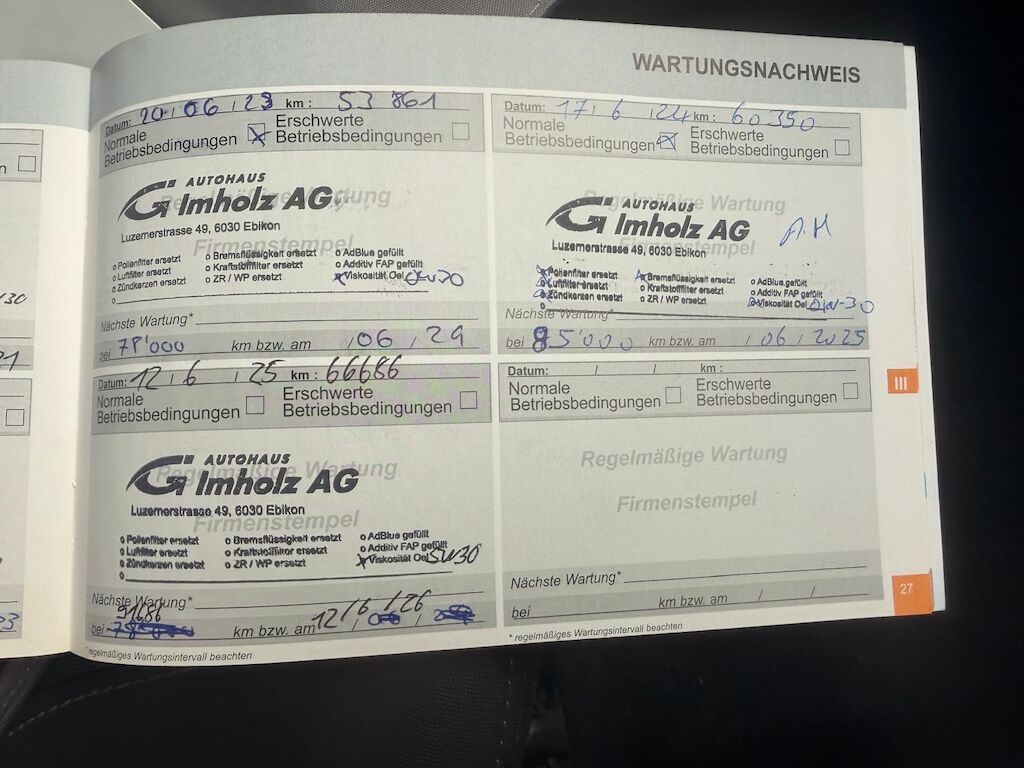 WARTUNGSNACHWEIS
Datum: 20 / 06 / 23 km : 53 861
Normale
Betriebsbedingungen
Erschwerte
Betriebsbedingungen
Regelmäßige Wartung
Firmenstempel
AUTOHAUS
Imholz AG
Luzernerstrasse 49, 6030 Ebikon
o Pollenfilter ersetzt
o Luftfilter ersetzt
o Zündkerzen ersetzt
o
o Bremsflüssigkeit ersetzt
o Kraftstofffilter ersetzt
o ZR / WP ersetzt
o AdBlue gefüllt
o Additiv FAP gefüllt
Viskosität Oel 0W30
Nächste Wartung*
bei km bzw. am / 06 / 24
Datum: 17 / 6 / 24 km : 60350
Normale
Betriebsbedingungen
Erschwerte
Betriebsbedingungen
Regelmäßige Wartung
Firmenstempel
AUTOHAUS
Imholz AG
Luzernerstrasse 49, 6030 Ebikon
A.H
Pollenfilter ersetzt
Luftfilter ersetzt
Zündkerzen ersetzt
o
Bremsflüssigkeit ersetzt
o Kraftstofffilter ersetzt
o ZR / WP ersetzt
o AdBlue gefüllt
o Additiv FAP gefüllt
Viskosität Oel 0W-30
Nächste Wartung*
bei 85'000 km bzw. am / 06 / 2025
Datum: 12 / 6 / 25 km : 66686
Normale
Betriebsbedingungen
Erschwerte
Betriebsbedingungen
Regelmäßige Wartung
Firmenstempel
AUTOHAUS
Imholz AG
Luzernerstrasse 49, 6030 Ebikon
o Pollenfilter ersetzt
o Luftfilter ersetzt
o Zündkerzen ersetzt
o
o Bremsflüssigkeit ersetzt
o Kraftstofffilter ersetzt
o ZR / WP ersetzt
o AdBlue gefüllt
o Additiv FAP gefüllt
Viskosität Oel 5W30
Nächste Wartung*
91686
bei km bzw. am 12 / 6 / 26
* regelmäßiges Wartungsintervall beachten
Datum: / / km :
Normale
Betriebsbedingungen
Erschwerte
Betriebsbedingungen
Regelmäßige Wartung
Firmenstempel
Nächste Wartung*
bei km bzw. am / /
* regelmäßiges Wartungsintervall beachten
III
27